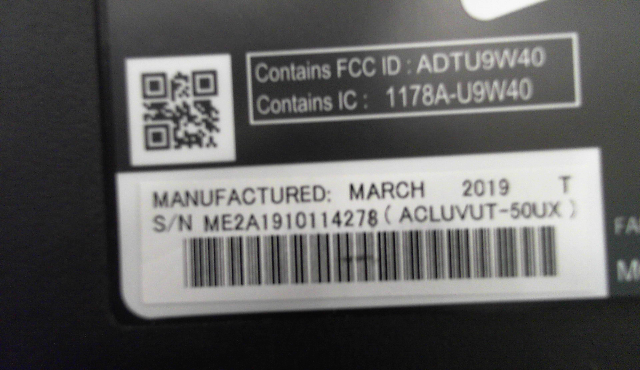 Contains FCC ID : ADTU9W40
Contains IC : 1178A-U9W40
MANUFACTURED: MARCH 2019 T
S/N ME2A1910114278 ( ACLUVUT-50UX )